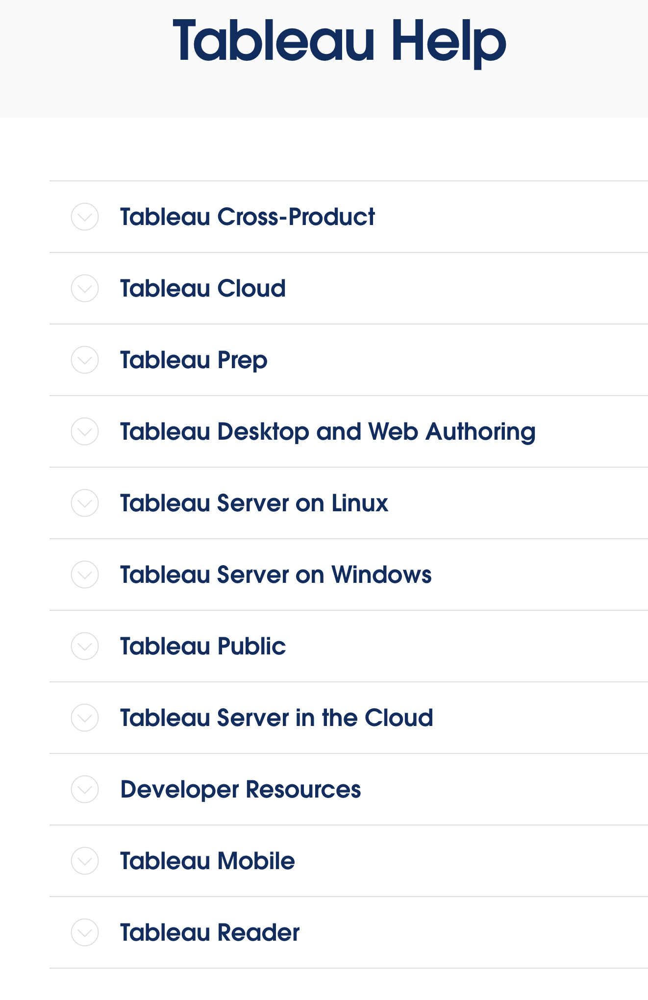 Tableau Help
Tableau Cross-Product
Tableau Cloud
Tableau Prep
Tableau Desktop and Web Authoring
Tableau Server on Linux
Tableau Server on Windows
Tableau Public
Tableau Server in the Cloud
Developer Resources
Tableau Mobile
Tableau Reader